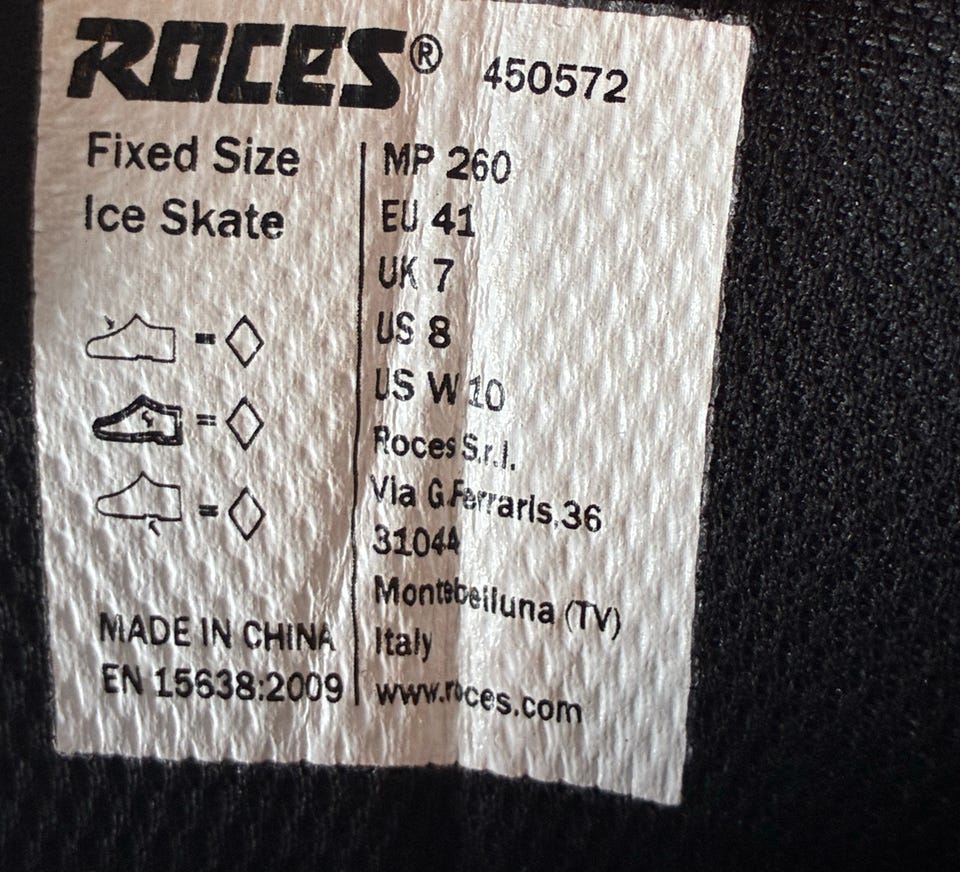 ROCES® 450572
Fixed Size
Ice Skate
MP 260
EU 41
UK 7
US 8
US W 10
Roces S.r.l.
Via G.Ferraris,36
31044
Montebelluna (TV)
Italy
www.roces.com
=
=
=
MADE IN CHINA
EN 15638:2009